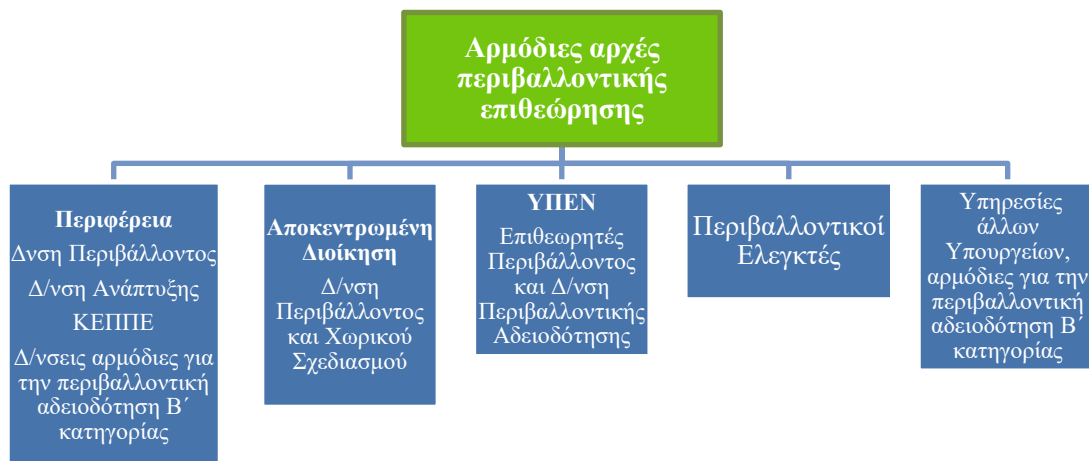 Αρμόδιες αρχές
περιβαλλοντικής
επιθεώρησης
Περιφέρεια
Δνση Περιβάλλοντος
Δ/νση Ανάπτυξης
ΚΕΠΠΕ
Δ/νσεις αρμόδιες για
την περιβαλλοντική
αδειοδότηση Β΄
κατηγορίας
Αποκεντρωμένη
Διοίκηση
Δ/νση
Περιβάλλοντος
και Χωρικού
Σχεδιασμού
ΥΠΕΝ
Επιθεωρητές
Περιβάλλοντος
και Δ/νση
Περιβαλλοντικής
Αδειοδότησης
Περιβαλλοντικοί
Ελεγκτές
Υπηρεσίες
άλλων
Υπουργείων,
αρμόδιες για την
περιβαλλοντική
αδειοδότηση Β΄
κατηγορίας